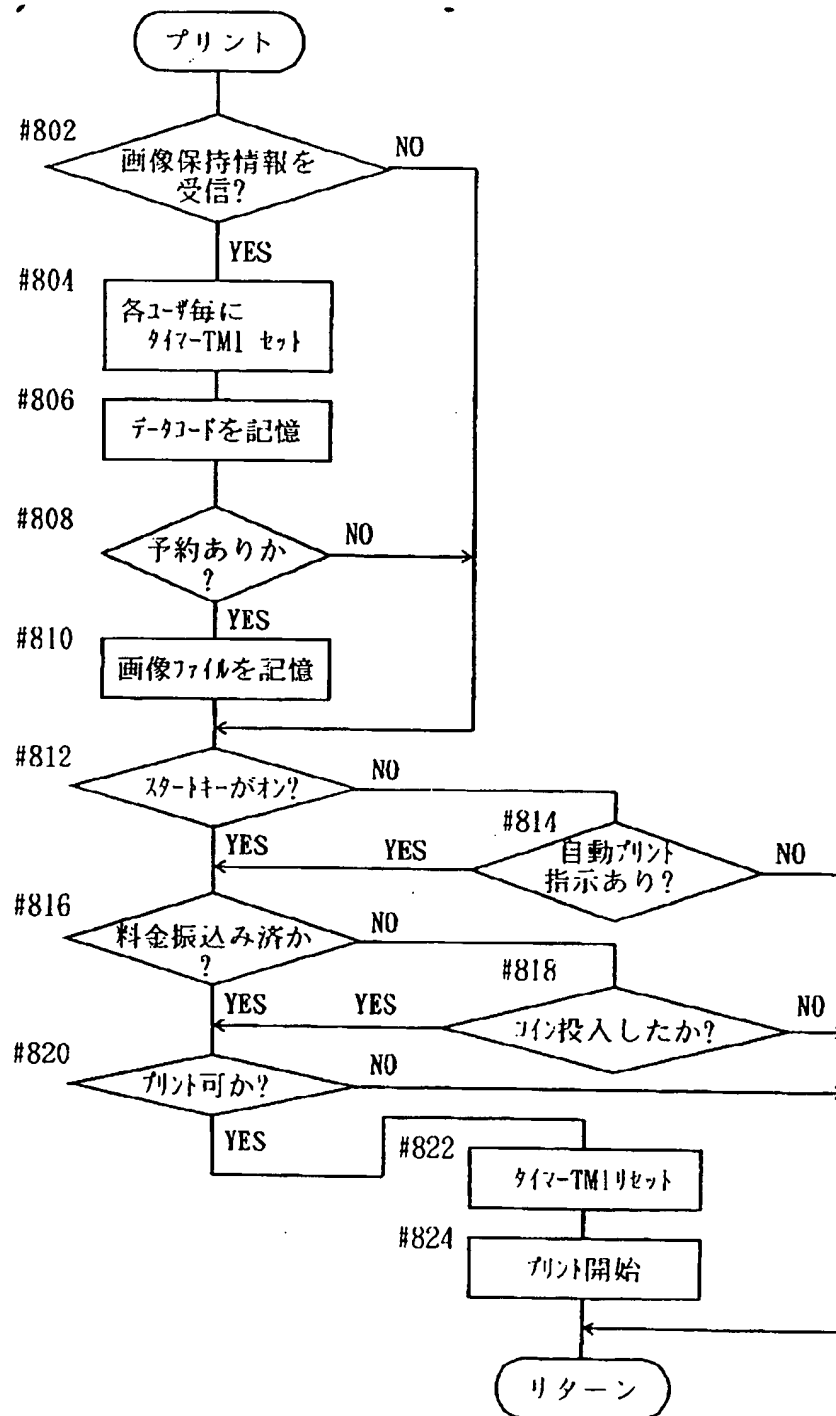 プリント
#802
画像保持情報を
受信?
NO
YES
#804
各ユーザ毎に
タイマーTM1 セット
#806
データコードを記憶
#808
予約ありか
?
NO
YES
#810
画像ファイルを記憶
#812
スタートキーがオン?
NO
YES
#814
自動プリント
指示あり?
YES
NO
#816
料金振込み済か
?
NO
YES
#818
コイン投入したか?
YES
NO
#820
プリント可か?
NO
YES
#822
タイマーTM1リセット
#824
プリント開始
リターン